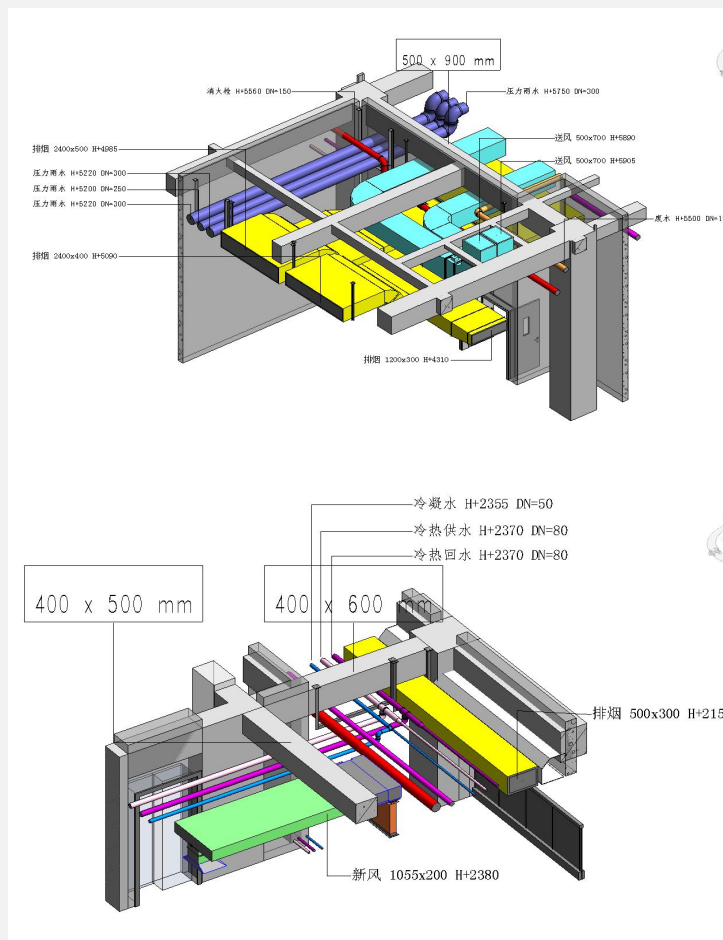 500 x 900 mm
消火栓 H+5560 DN=150
压力雨水 H+5750 DN=300
送风 500x700 H+5890
排烟 2400x500 H+4985
送风 500x700 H+5905
压力雨水 H+5220 DN=300
压力雨水 H+5200 DN=250
压力雨水 H+5220 DN=300
废水 H+5500 DN=1
排烟 2400x400 H+5090
排烟 1200x300 H+4310
冷凝水 H+2355 DN=50
冷热供水 H+2370 DN=80
冷热回水 H+2370 DN=80
400 x 500 mm
400 x 600 mm
排烟 500x300 H+215
新风 1055x200 H+2380